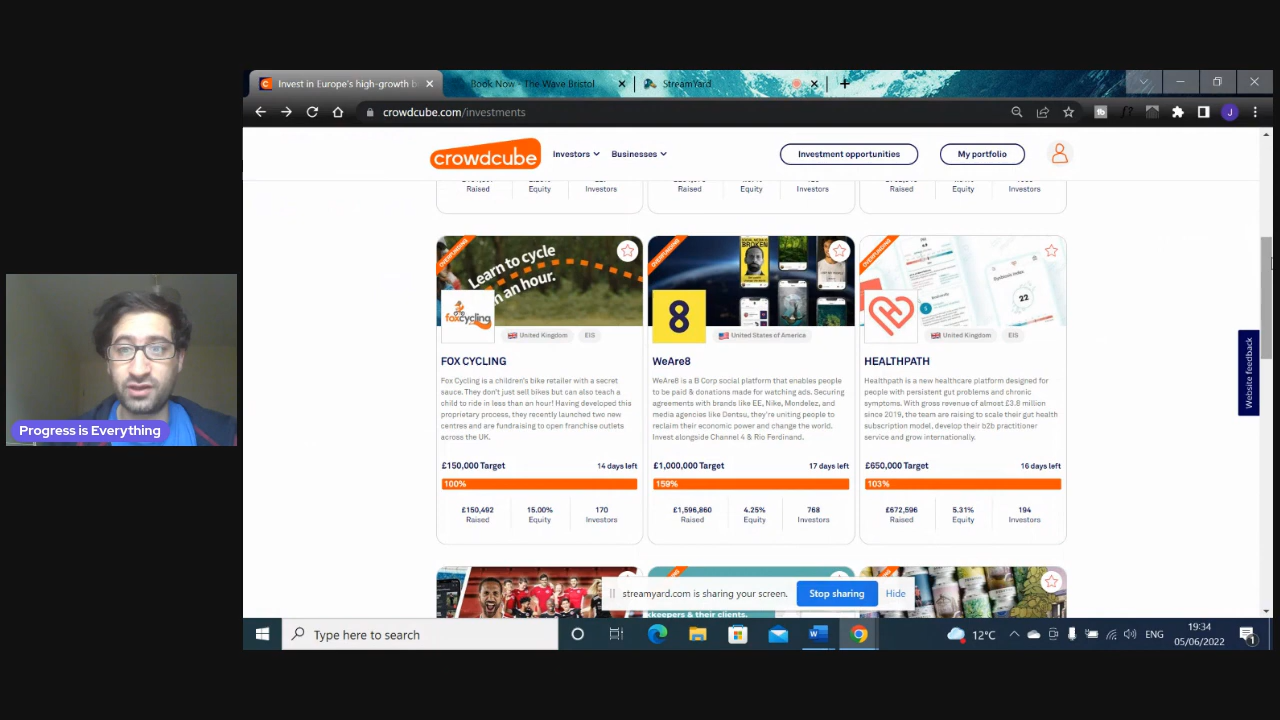 Invest in Europe's high-growth b
Book Now - The Wave Bristol
StreamYard
crowdcube.com/investments
crowdcube
Investors
Businesses
Investment opportunities
My portfolio
Raised
Equity
Investors
Raised
Equity
Investors
Raised
Equity
Investors
OVERFUNDING
Learn to cycle
an hour.
foxcycling
United Kingdom
EIS
FOX CYCLING
Fox Cycling is a children's bike retailer with a secret
sauce. They don't just sell bikes but can also teach a
child to ride in less than an hour! Having developed this
proprietary process, they recently launched two new
centres and are fundraising to open franchise outlets
across the UK.
£150,000 Target
14 days left
100%
£150,492
15.00%
170
Raised
Equity
Investors
OVERFUNDING
8
United States of America
WeAre8
WeAre8 is a B Corp social platform that enables people
to be paid & donations made for watching ads. Securing
agreements with brands like EE, Nike, Mondelez, and
media agencies like Dentsu, they're uniting people to
reclaim their economic power and change the world.
Invest alongside Channel 4 & Rio Ferdinand.
£1,000,000 Target
17 days left
159%
£1,596,860
4.25%
768
Raised
Equity
Investors
OVERFUNDING
22
United Kingdom
EIS
HEALTHPATH
Healthpath is a new healthcare platform designed for
people with persistent gut problems and chronic
symptoms. With gross revenue of almost £3.8 million
since 2019, the team are raising to scale their gut health
subscription model, develop their b2b practitioner
service and grow internationally.
£650,000 Target
16 days left
103%
£672,596
5.31%
194
Raised
Equity
Investors
Website feedback
Progress is Everything
streamyard.com is sharing your screen.
Stop sharing
Hide
kkeepers & their clients.
Type here to search
12°C
ENG
19:34
05/06/2022